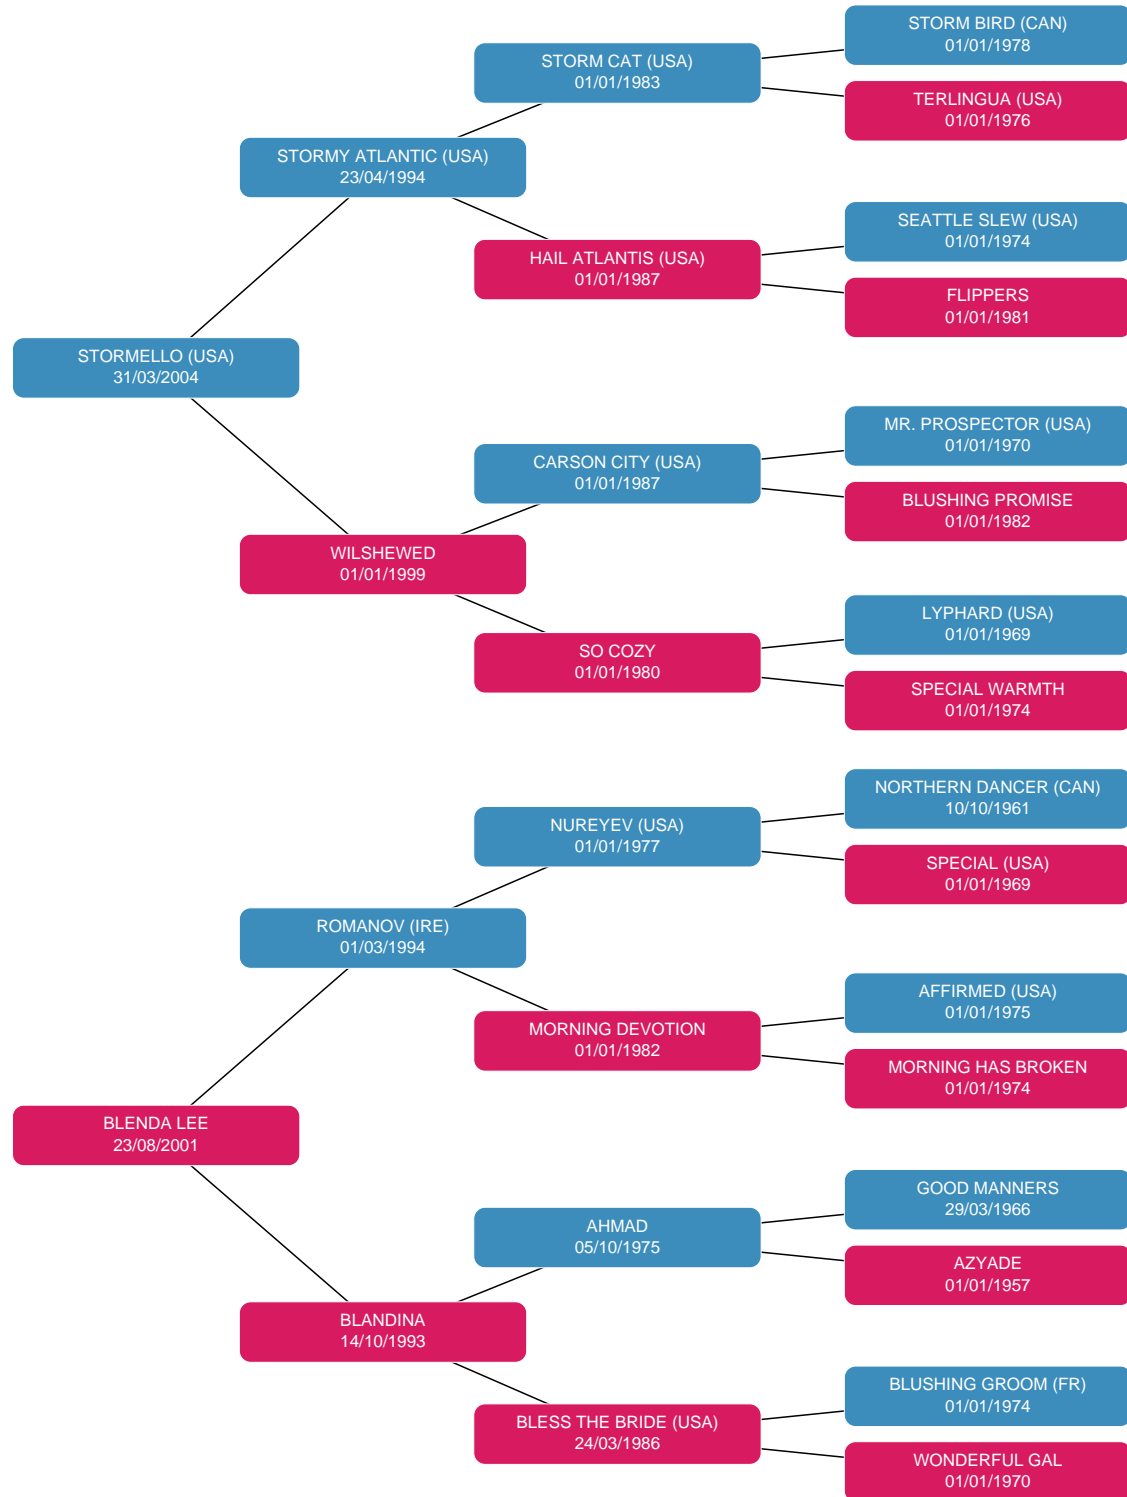 STORM BIRD (CAN)
01/01/1978
STORM CAT (USA)
01/01/1983
TERLINGUA (USA)
01/01/1976
STORMY ATLANTIC (USA)
23/04/1994
SEATTLE SLEW (USA)
01/01/1974
HAIL ATLANTIS (USA)
01/01/1987
FLIPPERS
01/01/1981
STORMELLO (USA)
31/03/2004
MR. PROSPECTOR (USA)
01/01/1970
CARSON CITY (USA)
01/01/1987
BLUSHING PROMISE
01/01/1982
WILSHEWED
01/01/1999
LYPHARD (USA)
01/01/1969
SO COZY
01/01/1980
SPECIAL WARMTH
01/01/1974
NORTHERN DANCER (CAN)
10/10/1961
NUREYEV (USA)
01/01/1977
SPECIAL (USA)
01/01/1969
ROMANOV (IRE)
01/03/1994
AFFIRMED (USA)
01/01/1975
MORNING DEVOTION
01/01/1982
MORNING HAS BROKEN
01/01/1974
BLENDA LEE
23/08/2001
GOOD MANNERS
29/03/1966
AHMAD
05/10/1975
AZYADE
01/01/1957
BLANDINA
14/10/1993
BLUSHING GROOM (FR)
01/01/1974
BLESS THE BRIDE (USA)
24/03/1986
WONDERFUL GAL
01/01/1970